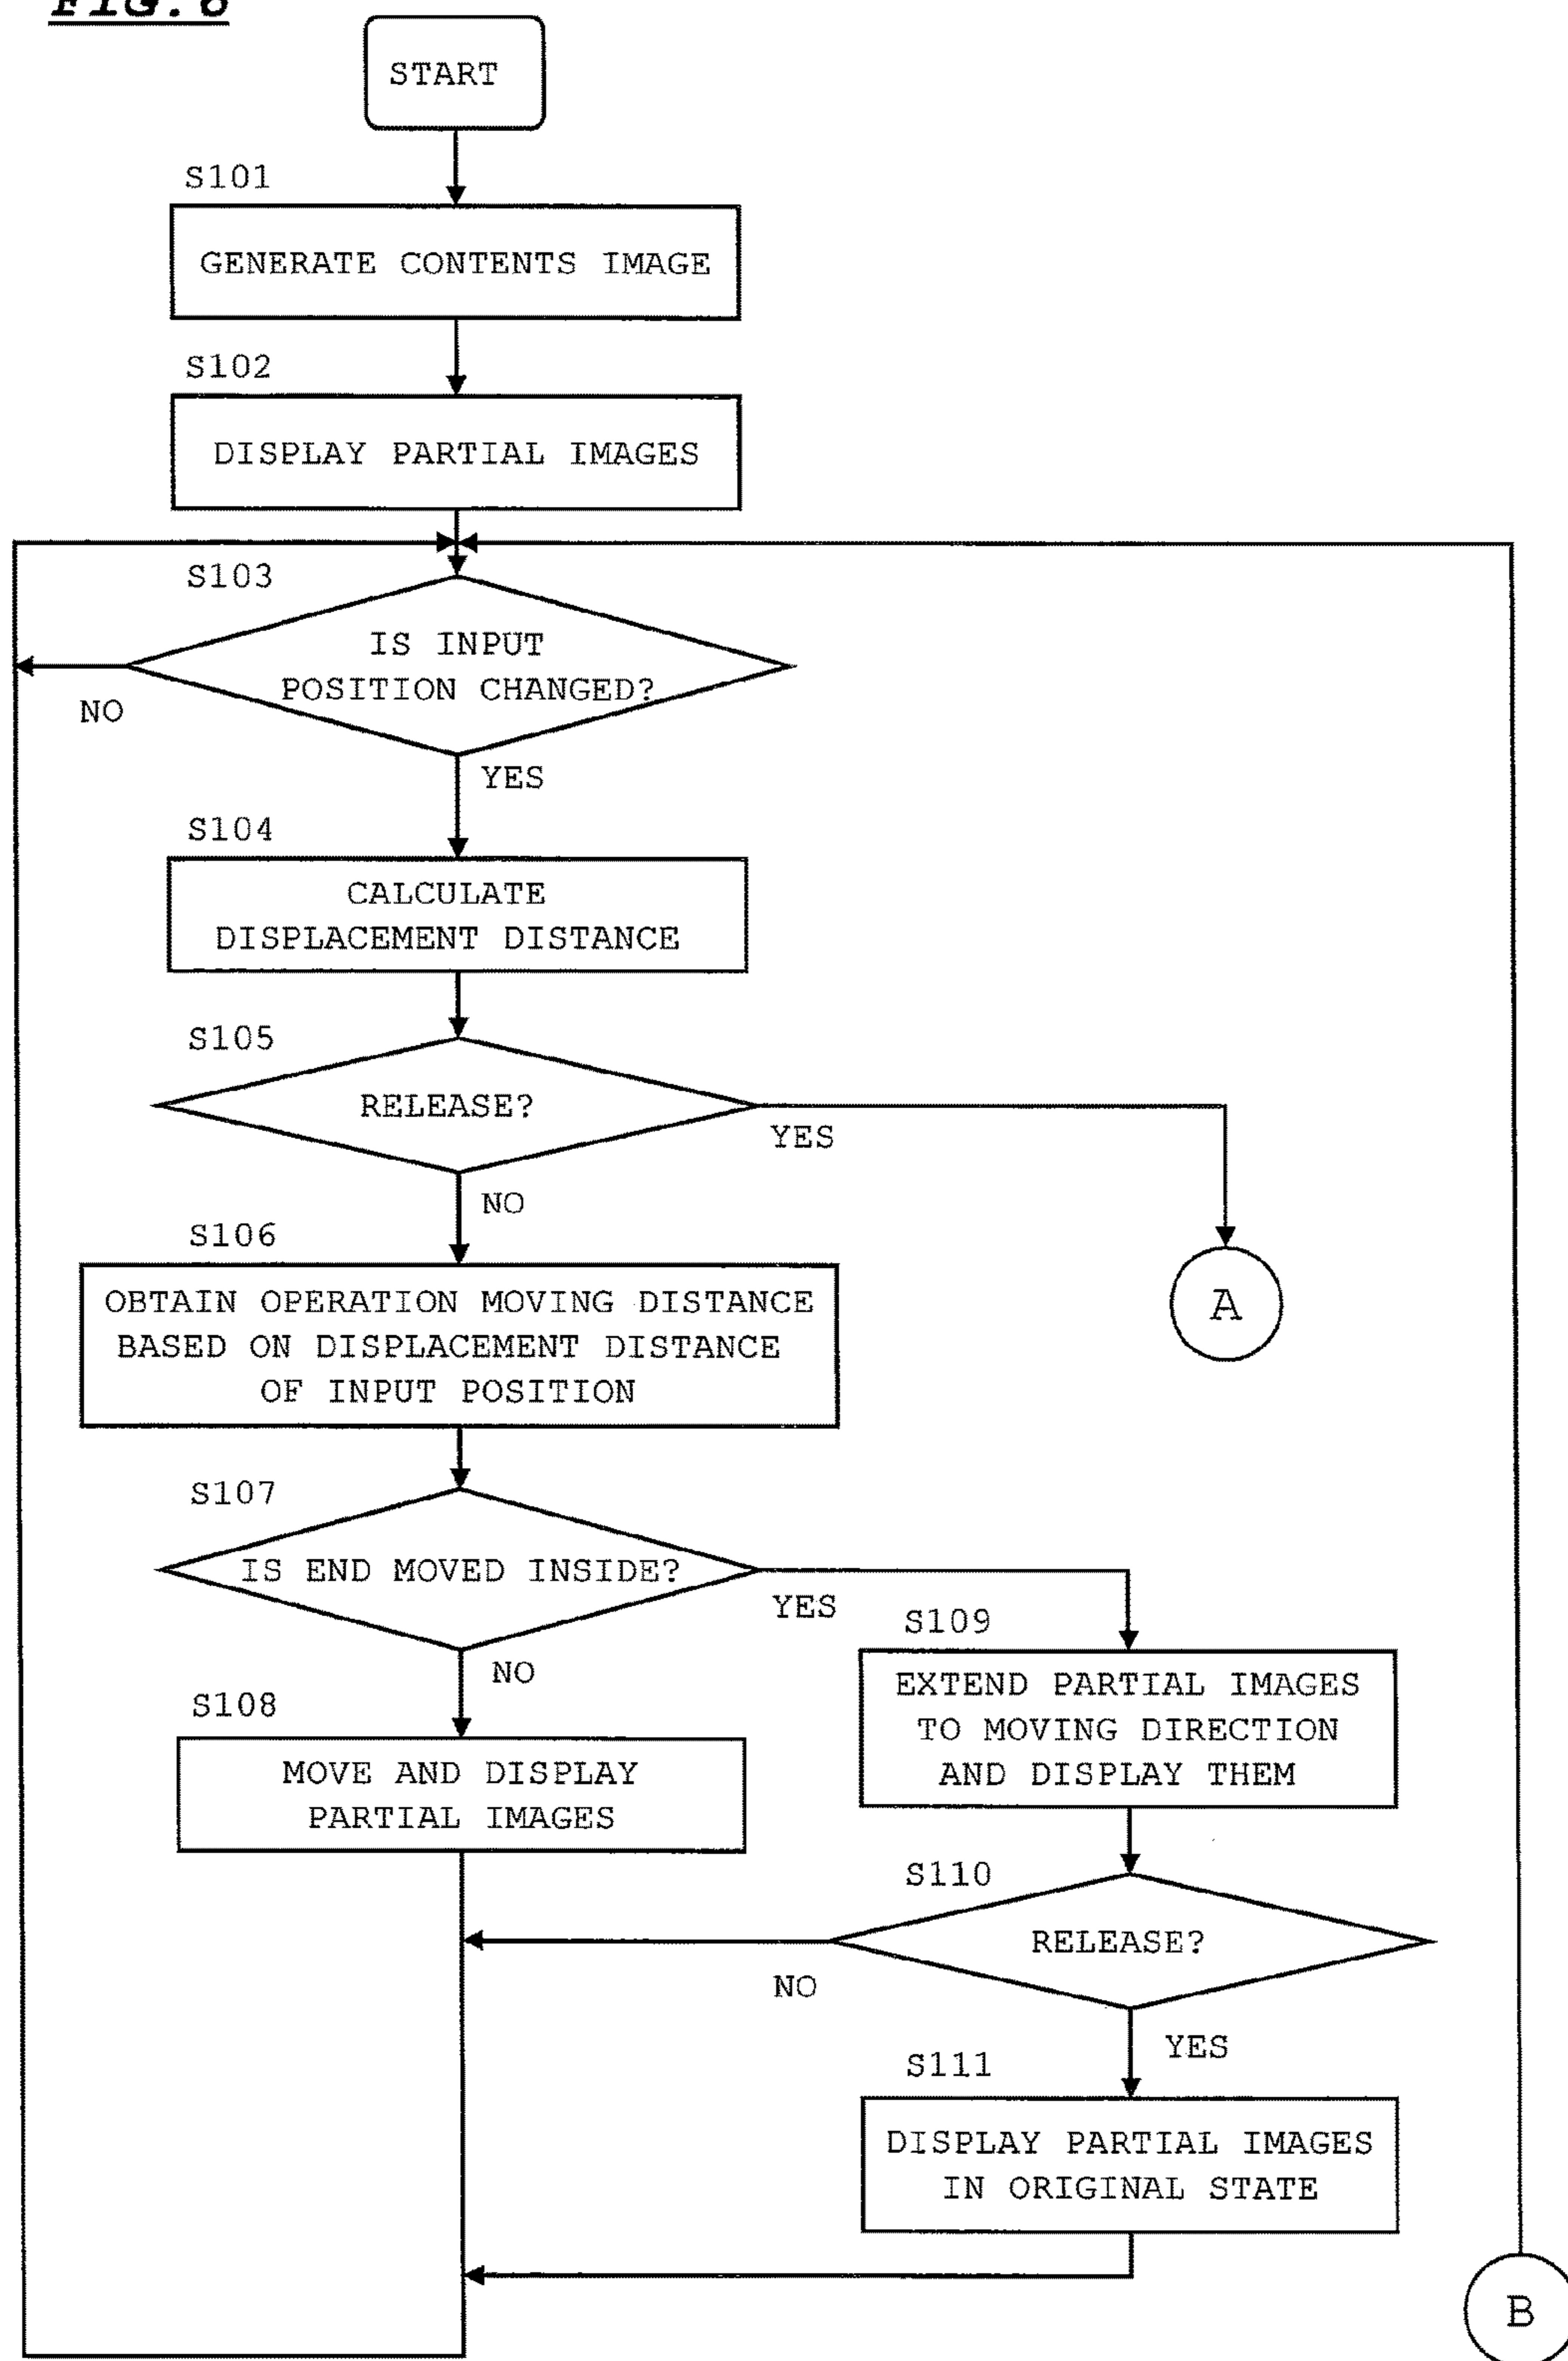 FIG. 6
START
S101
GENERATE CONTENTS IMAGE
S102
DISPLAY PARTIAL IMAGES
S103
IS INPUT
POSITION CHANGED?
NO
YES
S104
CALCULATE
DISPLACEMENT DISTANCE
S105
RELEASE?
YES
NO
S106
OBTAIN OPERATION MOVING DISTANCE
BASED ON DISPLACEMENT DISTANCE
OF INPUT POSITION
A
S107
IS END MOVED INSIDE?
YES
NO
S109
EXTEND PARTIAL IMAGES
TO MOVING DIRECTION
AND DISPLAY THEM
S108
MOVE AND DISPLAY
PARTIAL IMAGES
S110
RELEASE?
NO
YES
S111
DISPLAY PARTIAL IMAGES
IN ORIGINAL STATE
B